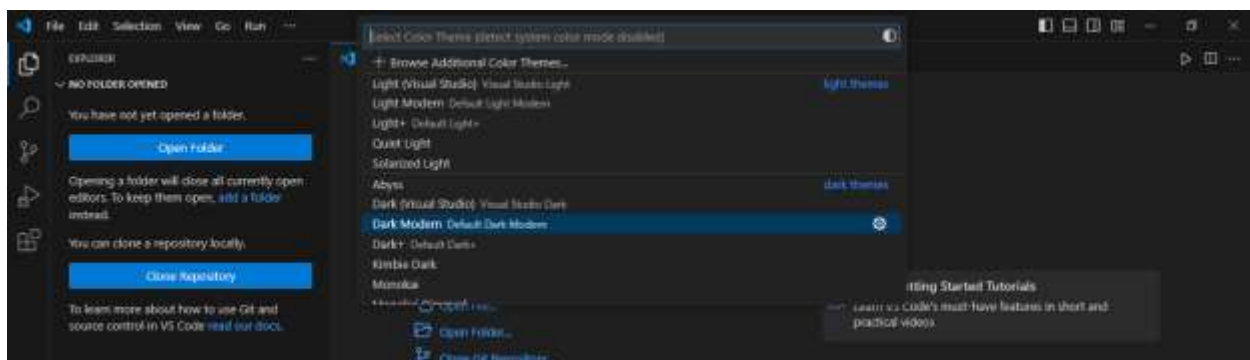 File Edit Selection View Go Run ...
Select Color Theme (detect system color mode disabled)
EXPLORER
NO FOLDER OPENED
You have not yet opened a folder.
Open Folder
Opening a folder will close all currently open
editors. To keep them open, add a folder
instead.
You can clone a repository locally.
Clone Repository
To learn more about how to use Git and
source control in VS Code read our docs.
+ Browse Additional Color Themes...
Light (Visual Studio) Visual Studio Light light themes
Light Modern Default Light Modern
Light+ Default Light+
Quiet Light
Solarized Light
Abyss dark themes
Dark (Visual Studio) Visual Studio Dark
Dark Modern Default Dark Modern
Dark+ Default Dark+
Kimbie Dark
Monokai
Open Folder...
Clone Git Repository...
tting Started Tutorials
Learn VS Code's must-have features in short and
practical videos